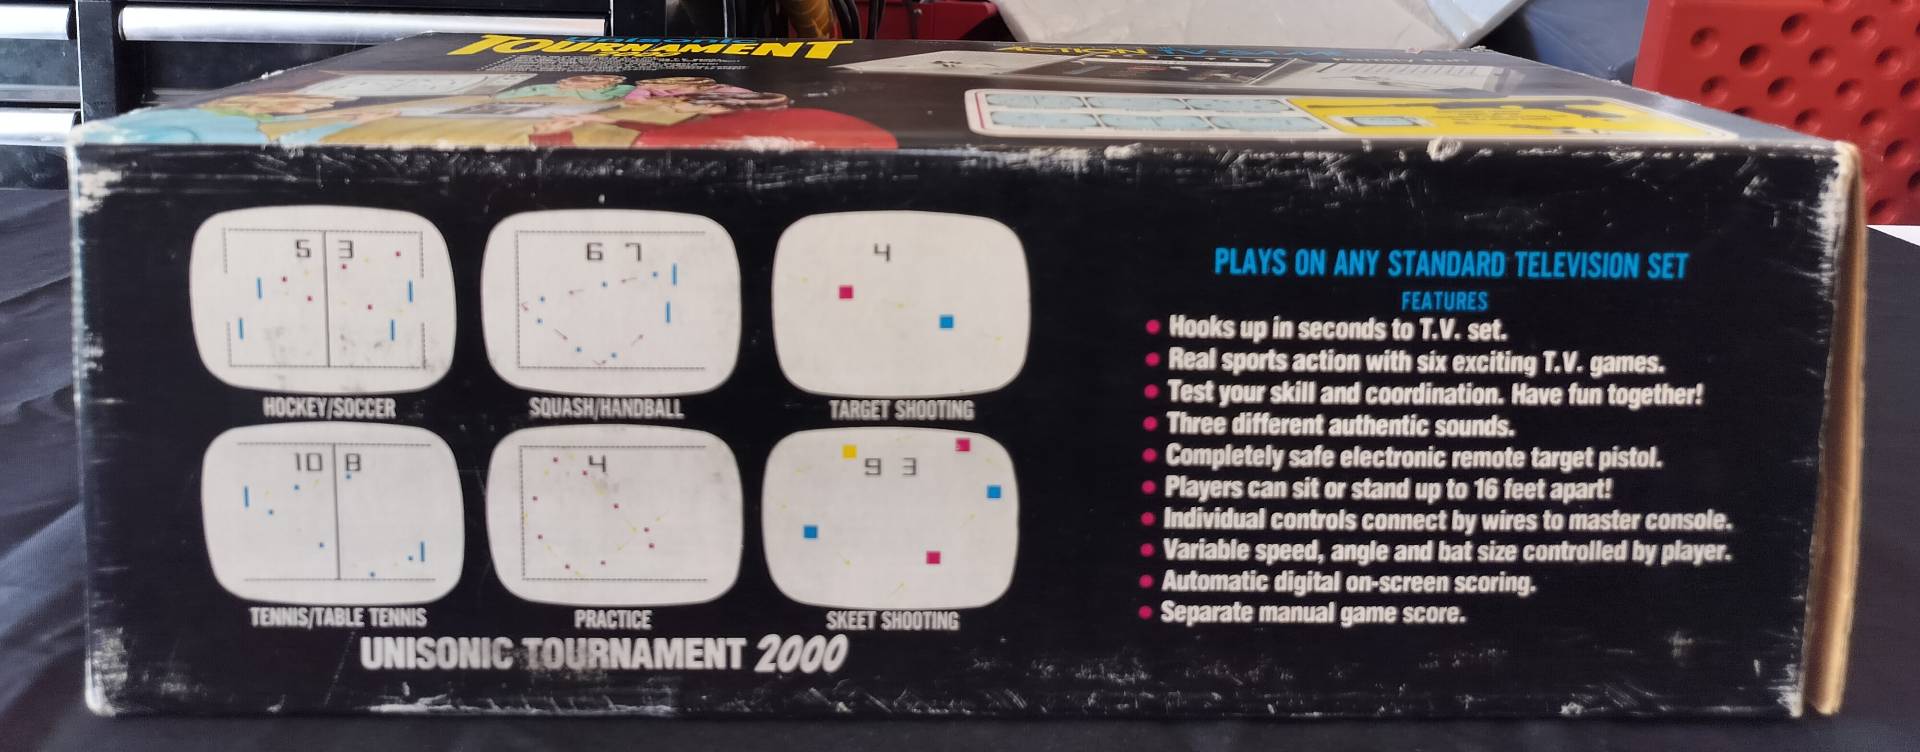 Unisonic
TOURNAMENT
2000
ACTION TV GAME
5 3
6 7
4
HOCKEY/SOCCER
SQUASH/HANDBALL
TARGET SHOOTING
10 8
4
9 3
TENNIS/TABLE TENNIS
PRACTICE
SKEET SHOOTING
UNISONIC TOURNAMENT 2000
PLAYS ON ANY STANDARD TELEVISION SET
FEATURES
• Hooks up in seconds to T.V. set.
• Real sports action with six exciting T.V. games.
• Test your skill and coordination. Have fun together!
• Three different authentic sounds.
• Completely safe electronic remote target pistol.
• Players can sit or stand up to 16 feet apart!
• Individual controls connect by wires to master console.
• Variable speed, angle and bat size controlled by player.
• Automatic digital on-screen scoring.
• Separate manual game score.